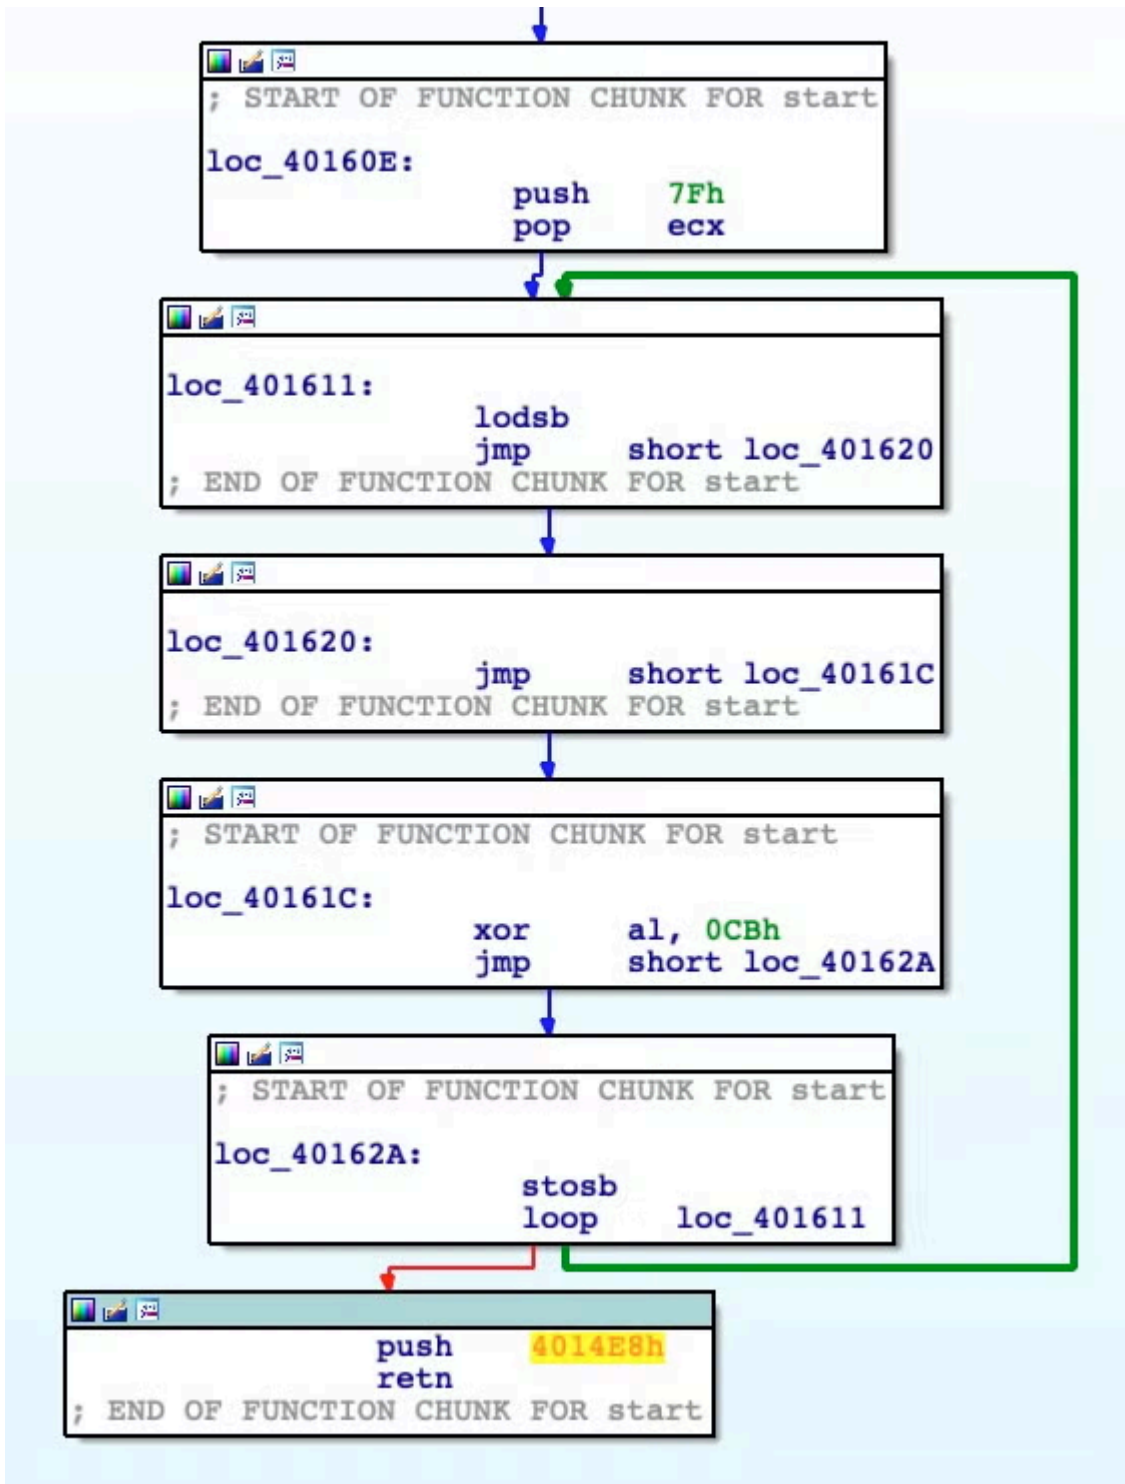 ; START OF FUNCTION CHUNK FOR start
loc_40160E:
push 7Fh
pop ecx
loc_401611:
lodsb
jmp short loc_401620
; END OF FUNCTION CHUNK FOR start
loc_401620:
jmp short loc_40161C
; END OF FUNCTION CHUNK FOR start
; START OF FUNCTION CHUNK FOR start
loc_40161C:
xor al, 0CBh
jmp short loc_40162A
; START OF FUNCTION CHUNK FOR start
loc_40162A:
stosb
loop loc_401611
push 4014E8h
retn
; END OF FUNCTION CHUNK FOR start